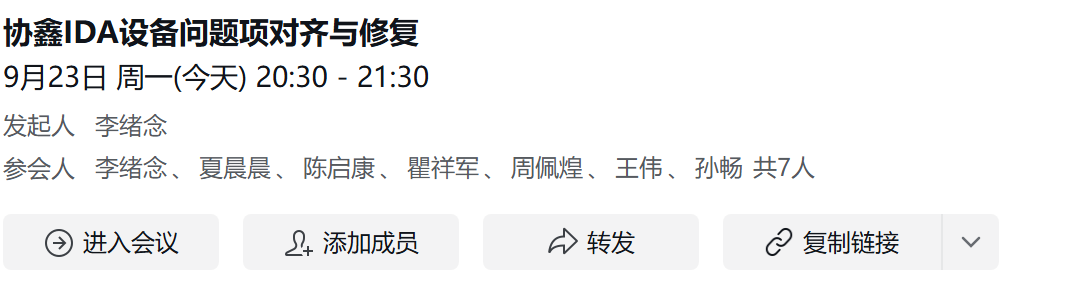 协鑫IDA设备问题项对齐与修复
9月23日 周一(今天) 20:30 - 21:30
发起人 李绪念
参会人 李绪念、 夏晨晨、 陈启康、 瞿祥军、 周佩煌、 王伟、 孙畅 共7人
进入会议 添加成员 转发 复制链接